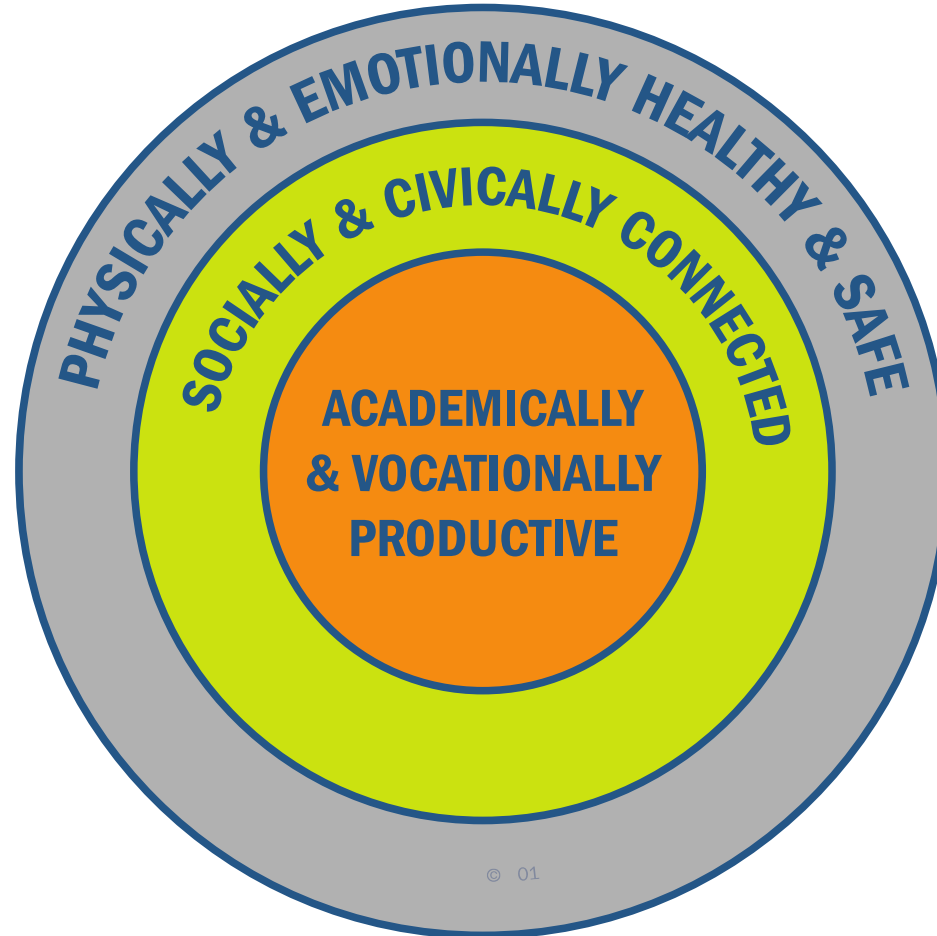 PHYSICALLY & EMOTIONALLY HEALTHY & SAFE
SOCIALLY & CIVICALLY CONNECTED
ACADEMICALLY
& VOCATIONALLY
PRODUCTIVE
© 01